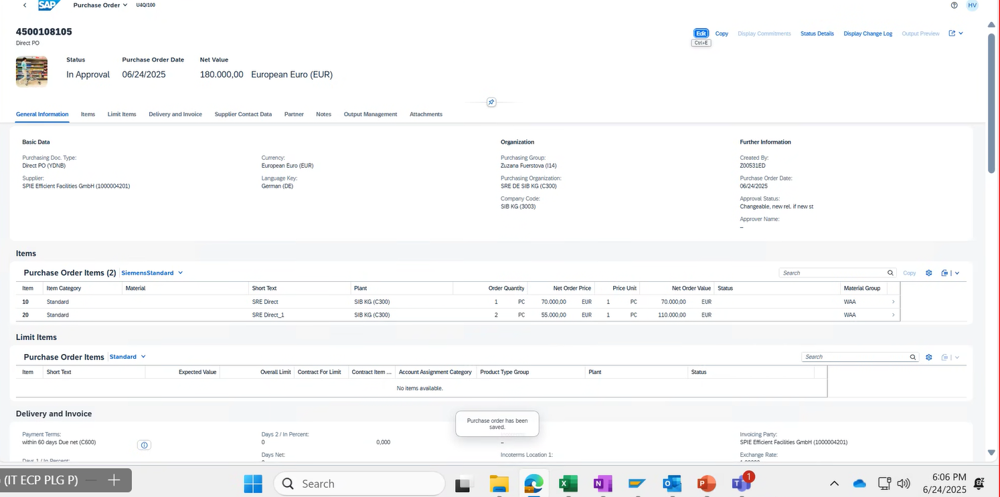 SAP Purchase Order U4Q/100 HV
4500108105
Direct PO
Edit Copy Display Commitments Status Details Display Change Log Output Preview
Ctrl+E
Status Purchase Order Date Net Value
In Approval 06/24/2025 180.000,00 European Euro (EUR)
General Information Items Limit Items Delivery and Invoice Supplier Contact Data Partner Notes Output Management Attachments
Basic Data Organization Further Information
Purchasing Doc. Type: Currency: Purchasing Group: Created By:
Direct PO (YDNB) European Euro (EUR) Zuzana Fuerstova (I14) Z00531ED
Supplier: Language Key: Purchasing Organization: Purchase Order Date:
SPIE Efficient Facilities GmbH (1000004201) German (DE) SRE DE SIB KG (C300) 06/24/2025
Company Code: Approval Status:
SIB KG (3003) Changeable, new rel. if new st
Approver Name:
–
Items
Purchase Order Items (2) SiemensStandard Search Copy
Item Item Category Material Short Text Plant Order Quantity Net Order Price Price Unit Net Order Value Status Material Group
10 Standard SRE Direct SIB KG (C300) 1 PC 70.000,00 EUR 1 PC 70.000,00 EUR WAA
20 Standard SRE Direct_1 SIB KG (C300) 2 PC 55.000,00 EUR 1 PC 110.000,00 EUR WAA
Limit Items
Purchase Order Items Standard Search
Item Short Text Expected Value Overall Limit Contract For Limit Contract Item ... Account Assignment Category Product Type Group Plant Status
No items available.
Delivery and Invoice
Purchase order has been
saved.
Payment Terms: Days 2 / In Percent: Invoicing Party:
within 60 days Due net (C600) 0 0,000 – SPIE Efficient Facilities GmbH (1000004201)
Days Net: Incoterms Location 1: Exchange Rate:
Days 1 / In Percent:
(IT ECP PLG P) Search 1 6:06 PM
6/24/2025